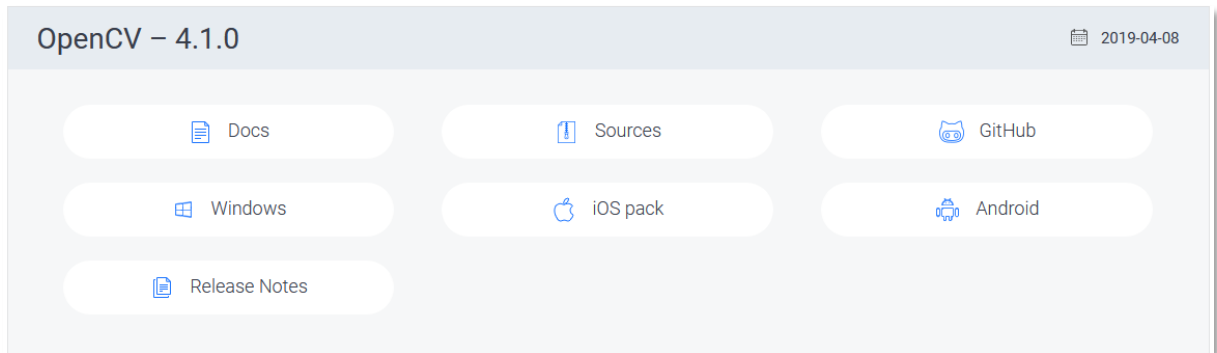 OpenCV – 4.1.0
2019-04-08
Docs
Sources
GitHub
Windows
iOS pack
Android
Release Notes